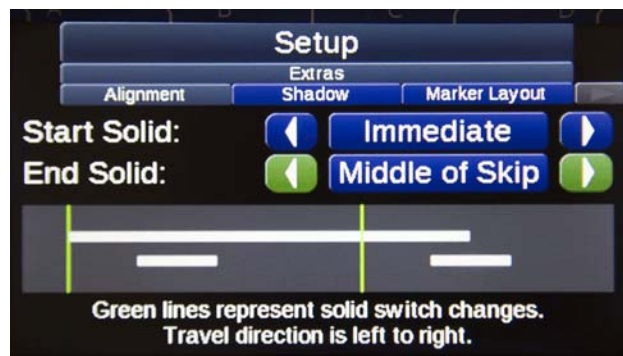 Setup
Extras
Alignment Shadow Marker Layout
Start Solid: Immediate
End Solid: Middle of Skip
Green lines represent solid switch changes.
Travel direction is left to right.